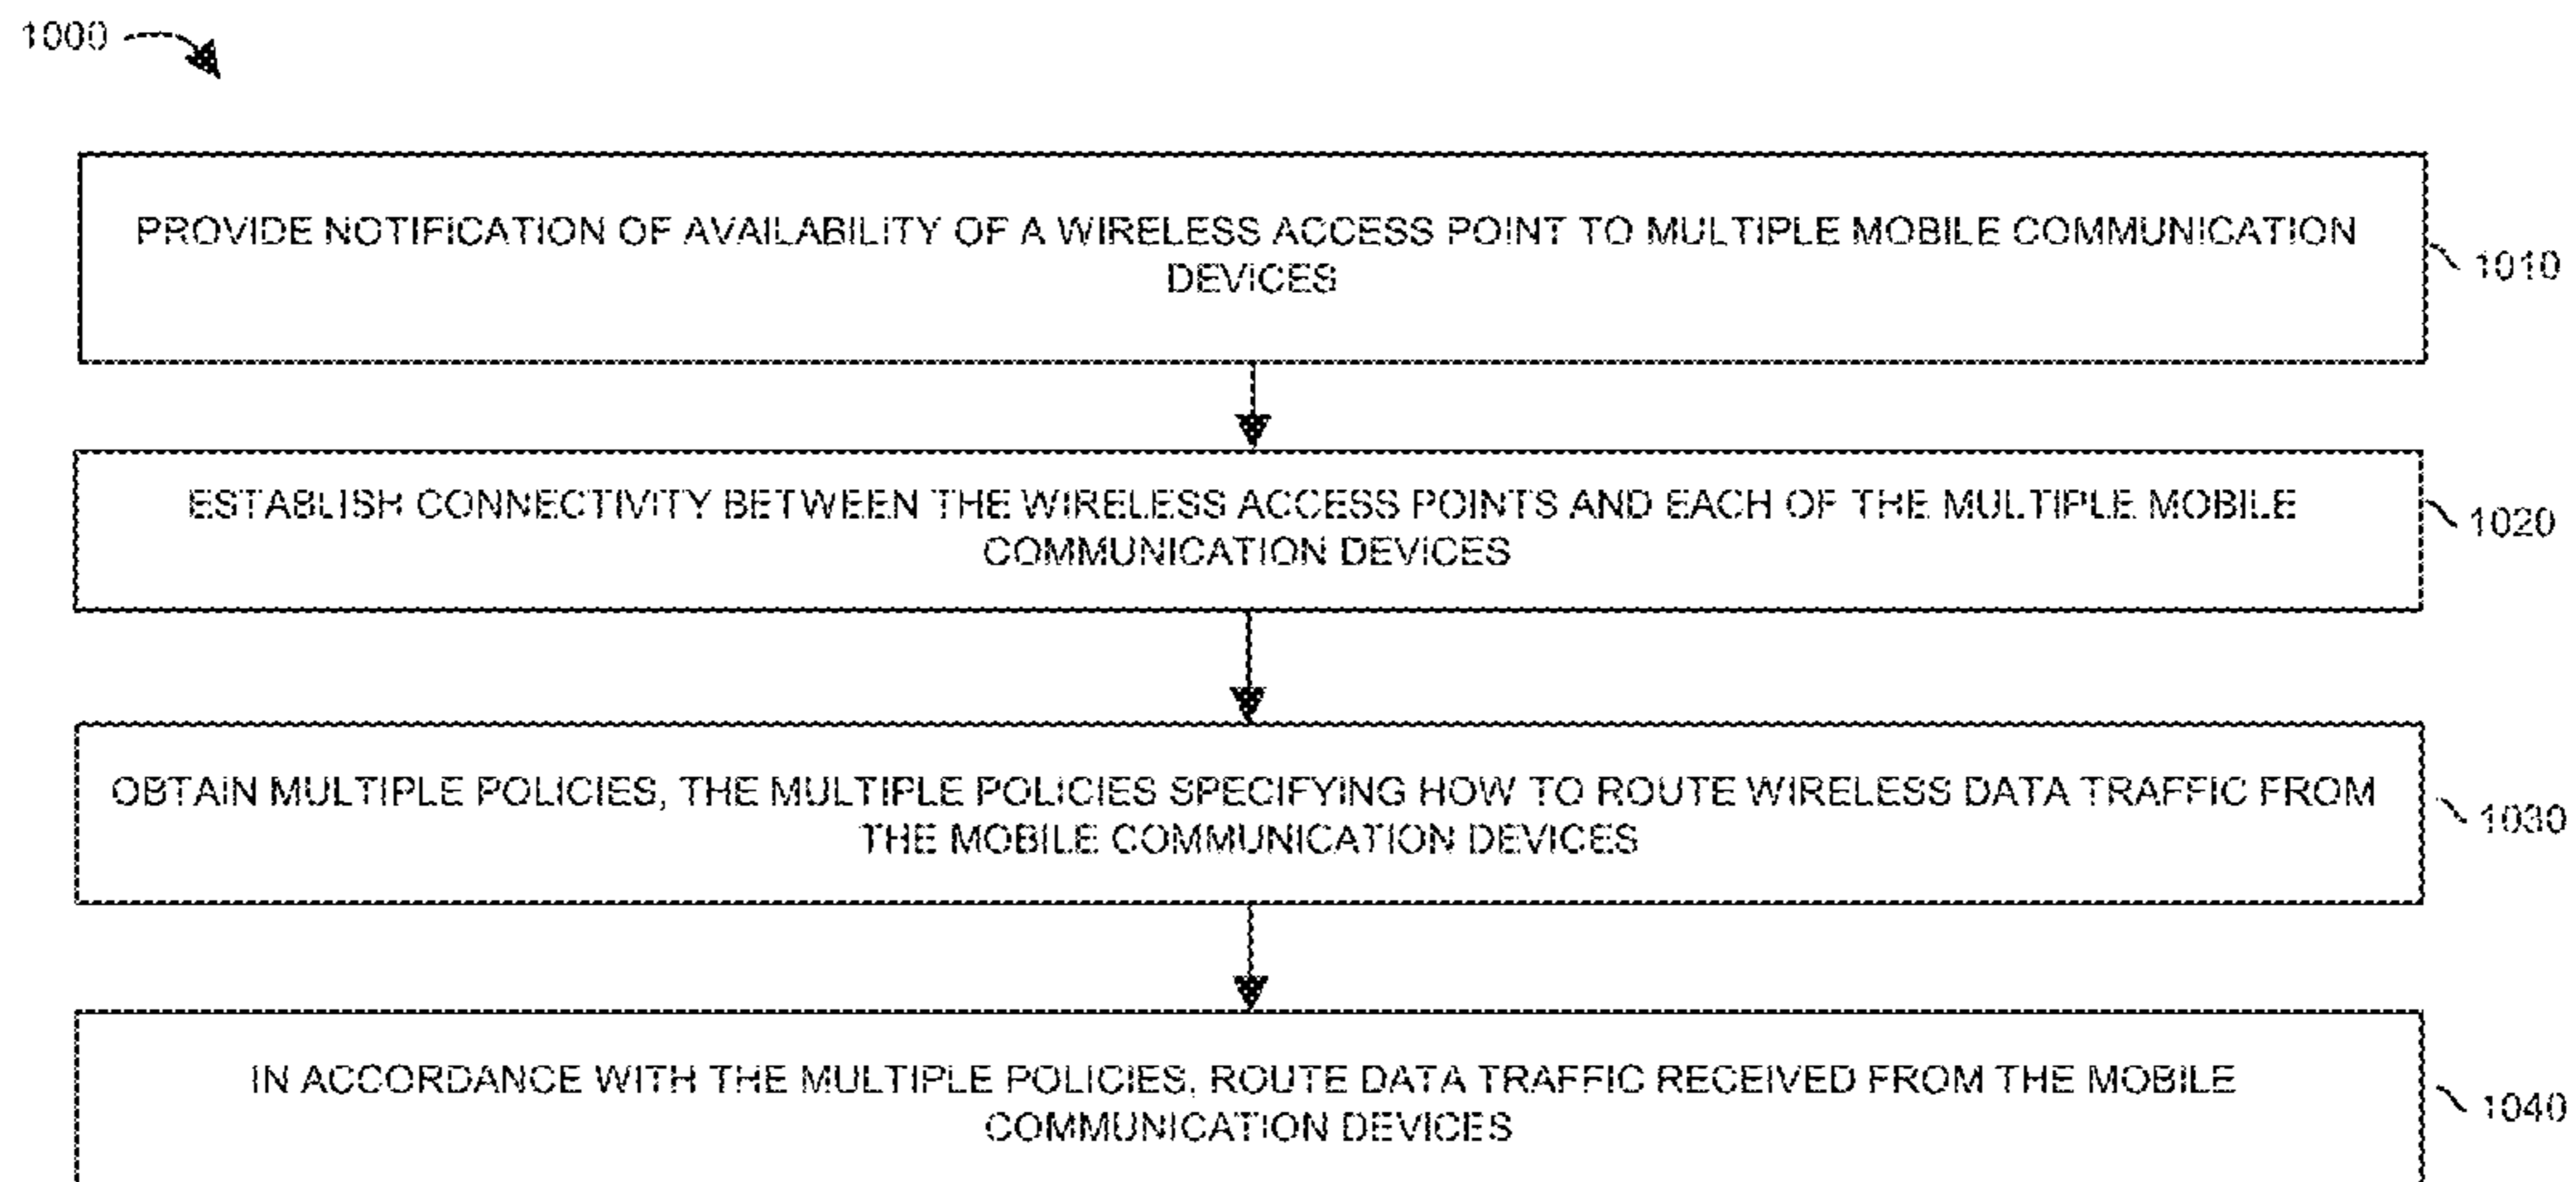 1000
PROVIDE NOTIFICATION OF AVAILABILITY OF A WIRELESS ACCESS POINT TO MULTIPLE MOBILE COMMUNICATION
DEVICES
1010
ESTABLISH CONNECTIVITY BETWEEN THE WIRELESS ACCESS POINTS AND EACH OF THE MULTIPLE MOBILE
COMMUNICATION DEVICES
1020
OBTAIN MULTIPLE POLICIES, THE MULTIPLE POLICIES SPECIFYING HOW TO ROUTE WIRELESS DATA TRAFFIC FROM
THE MOBILE COMMUNICATION DEVICES
1030
IN ACCORDANCE WITH THE MULTIPLE POLICIES, ROUTE DATA TRAFFIC RECEIVED FROM THE MOBILE
COMMUNICATION DEVICES
1040